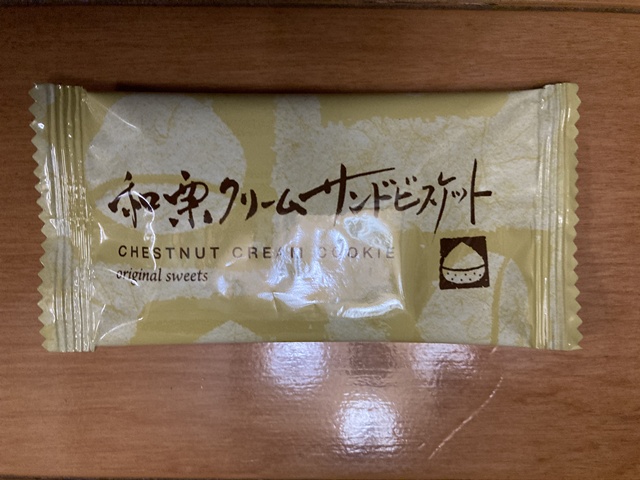 和栗クリームサンドビスケット
CHESTNUT CREAM COOKIE
original sweets